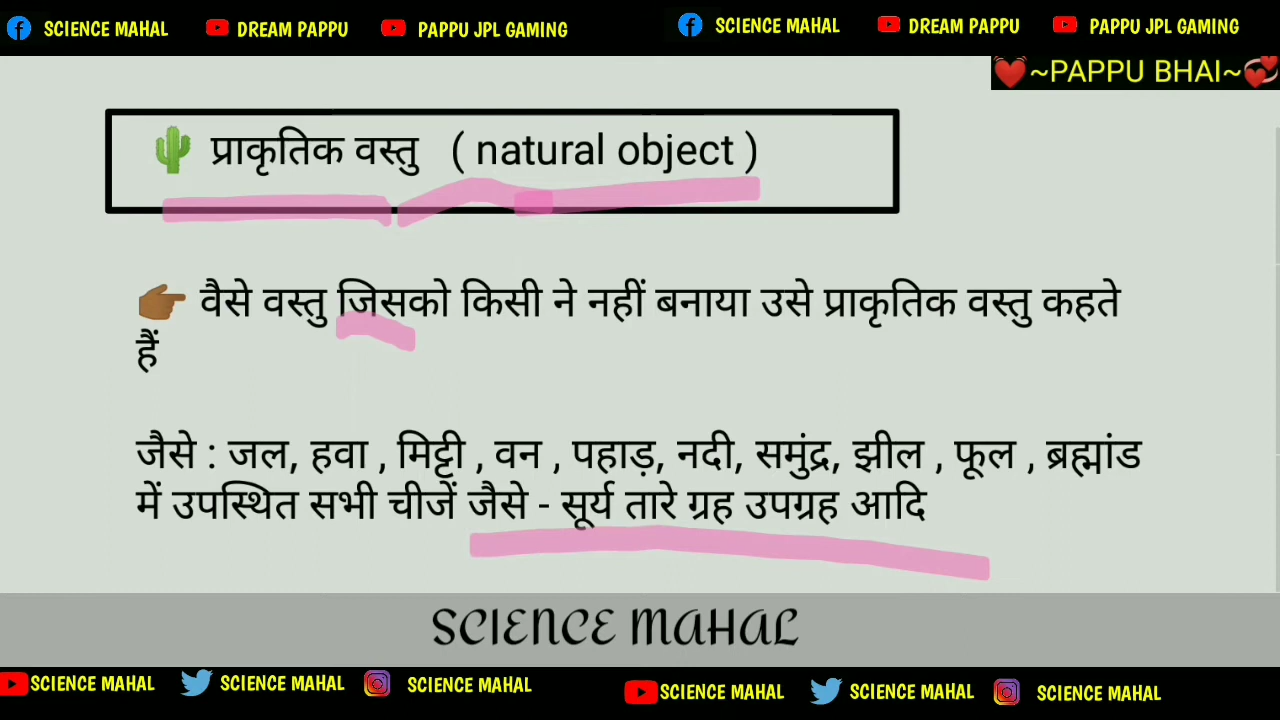 SCIENCE MAHAL DREAM PAPPU PAPPU JPL GAMING SCIENCE MAHAL DREAM PAPPU PAPPU JPL GAMING
~PAPPU BHAI~
प्राकृतिक वस्तु ( natural object )
वैसे वस्तु जिसको किसी ने नहीं बनाया उसे प्राकृतिक वस्तु कहते
हैं
जैसे : जल, हवा , मिट्टी , वन , पहाड़, नदी, समुंद्र, झील , फूल , ब्रह्मांड
में उपस्थित सभी चीजें जैसे - सूर्य तारे ग्रह उपग्रह आदि
SCIENCE MAHAL
SCIENCE MAHAL SCIENCE MAHAL SCIENCE MAHAL SCIENCE MAHAL SCIENCE MAHAL SCIENCE MAHAL